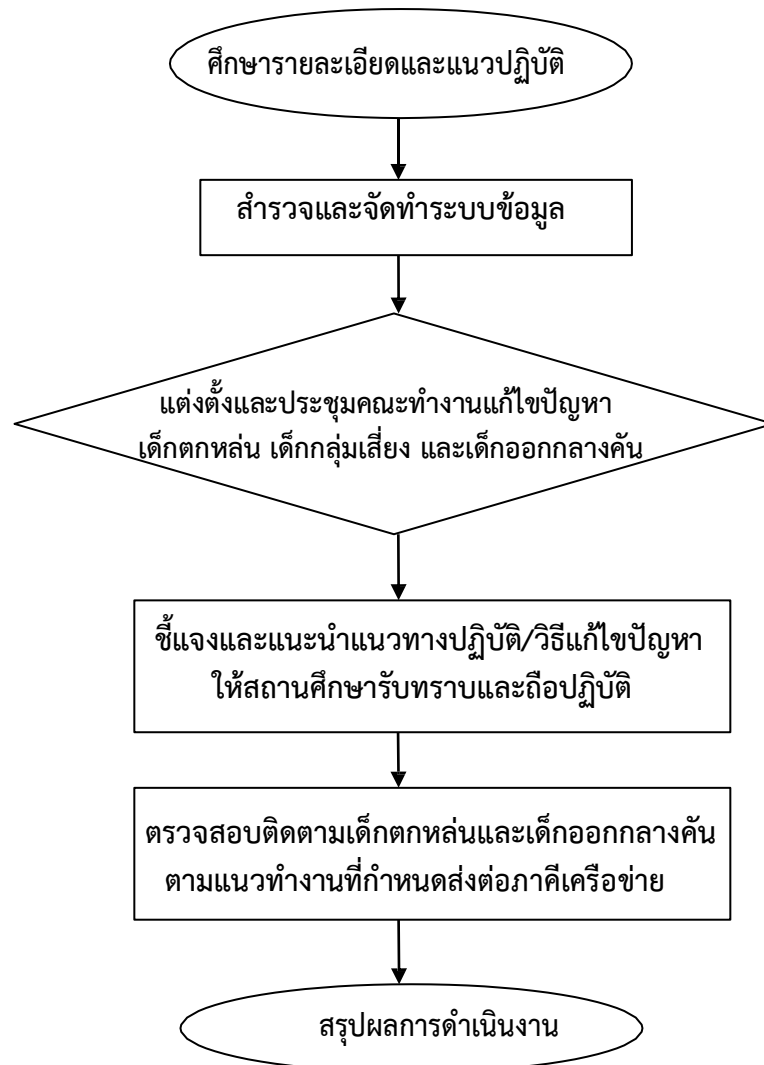 ศึกษารายละเอียดและแนวปฏิบัติ
สำรวจและจัดทำระบบข้อมูล
แต่งตั้งและประชุมคณะทำงานแก้ไขปัญหา
เด็กตกหล่น เด็กกลุ่มเสี่ยง และเด็กออกกลางคัน
ชี้แจงและแนะนำแนวทางปฏิบัติ/วิธีแก้ไขปัญหา
ให้สถานศึกษารับทราบและถือปฏิบัติ
ตรวจสอบติดตามเด็กตกหล่นและเด็กออกกลางคัน
ตามแนวทำงานที่กำหนดส่งต่อภาคีเครือข่าย
สรุปผลการดำเนินงาน